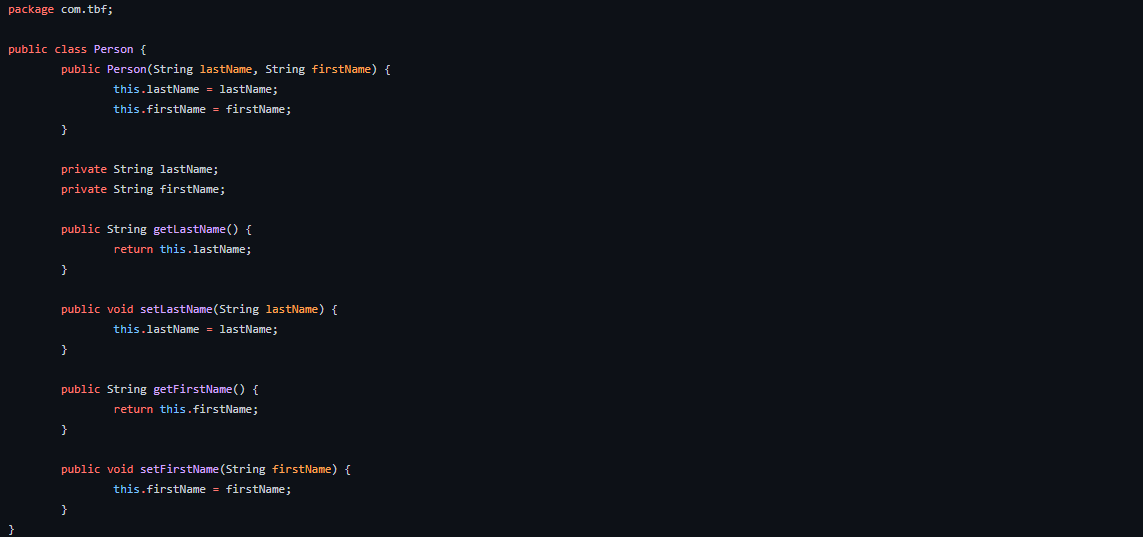 package com.tbf;
public class Person {
public Person(String lastName, String firstName) {
this.lastName = lastName;
this.firstName = firstName;
}
private String lastName;
private String firstName;
public String getLastName() {
return this.lastName;
}
public void setLastName(String lastName) {
this.lastName = lastName;
}
public String getFirstName() {
return this.firstName;
}
public void setFirstName(String firstName) {
this.firstName = firstName;
}
}